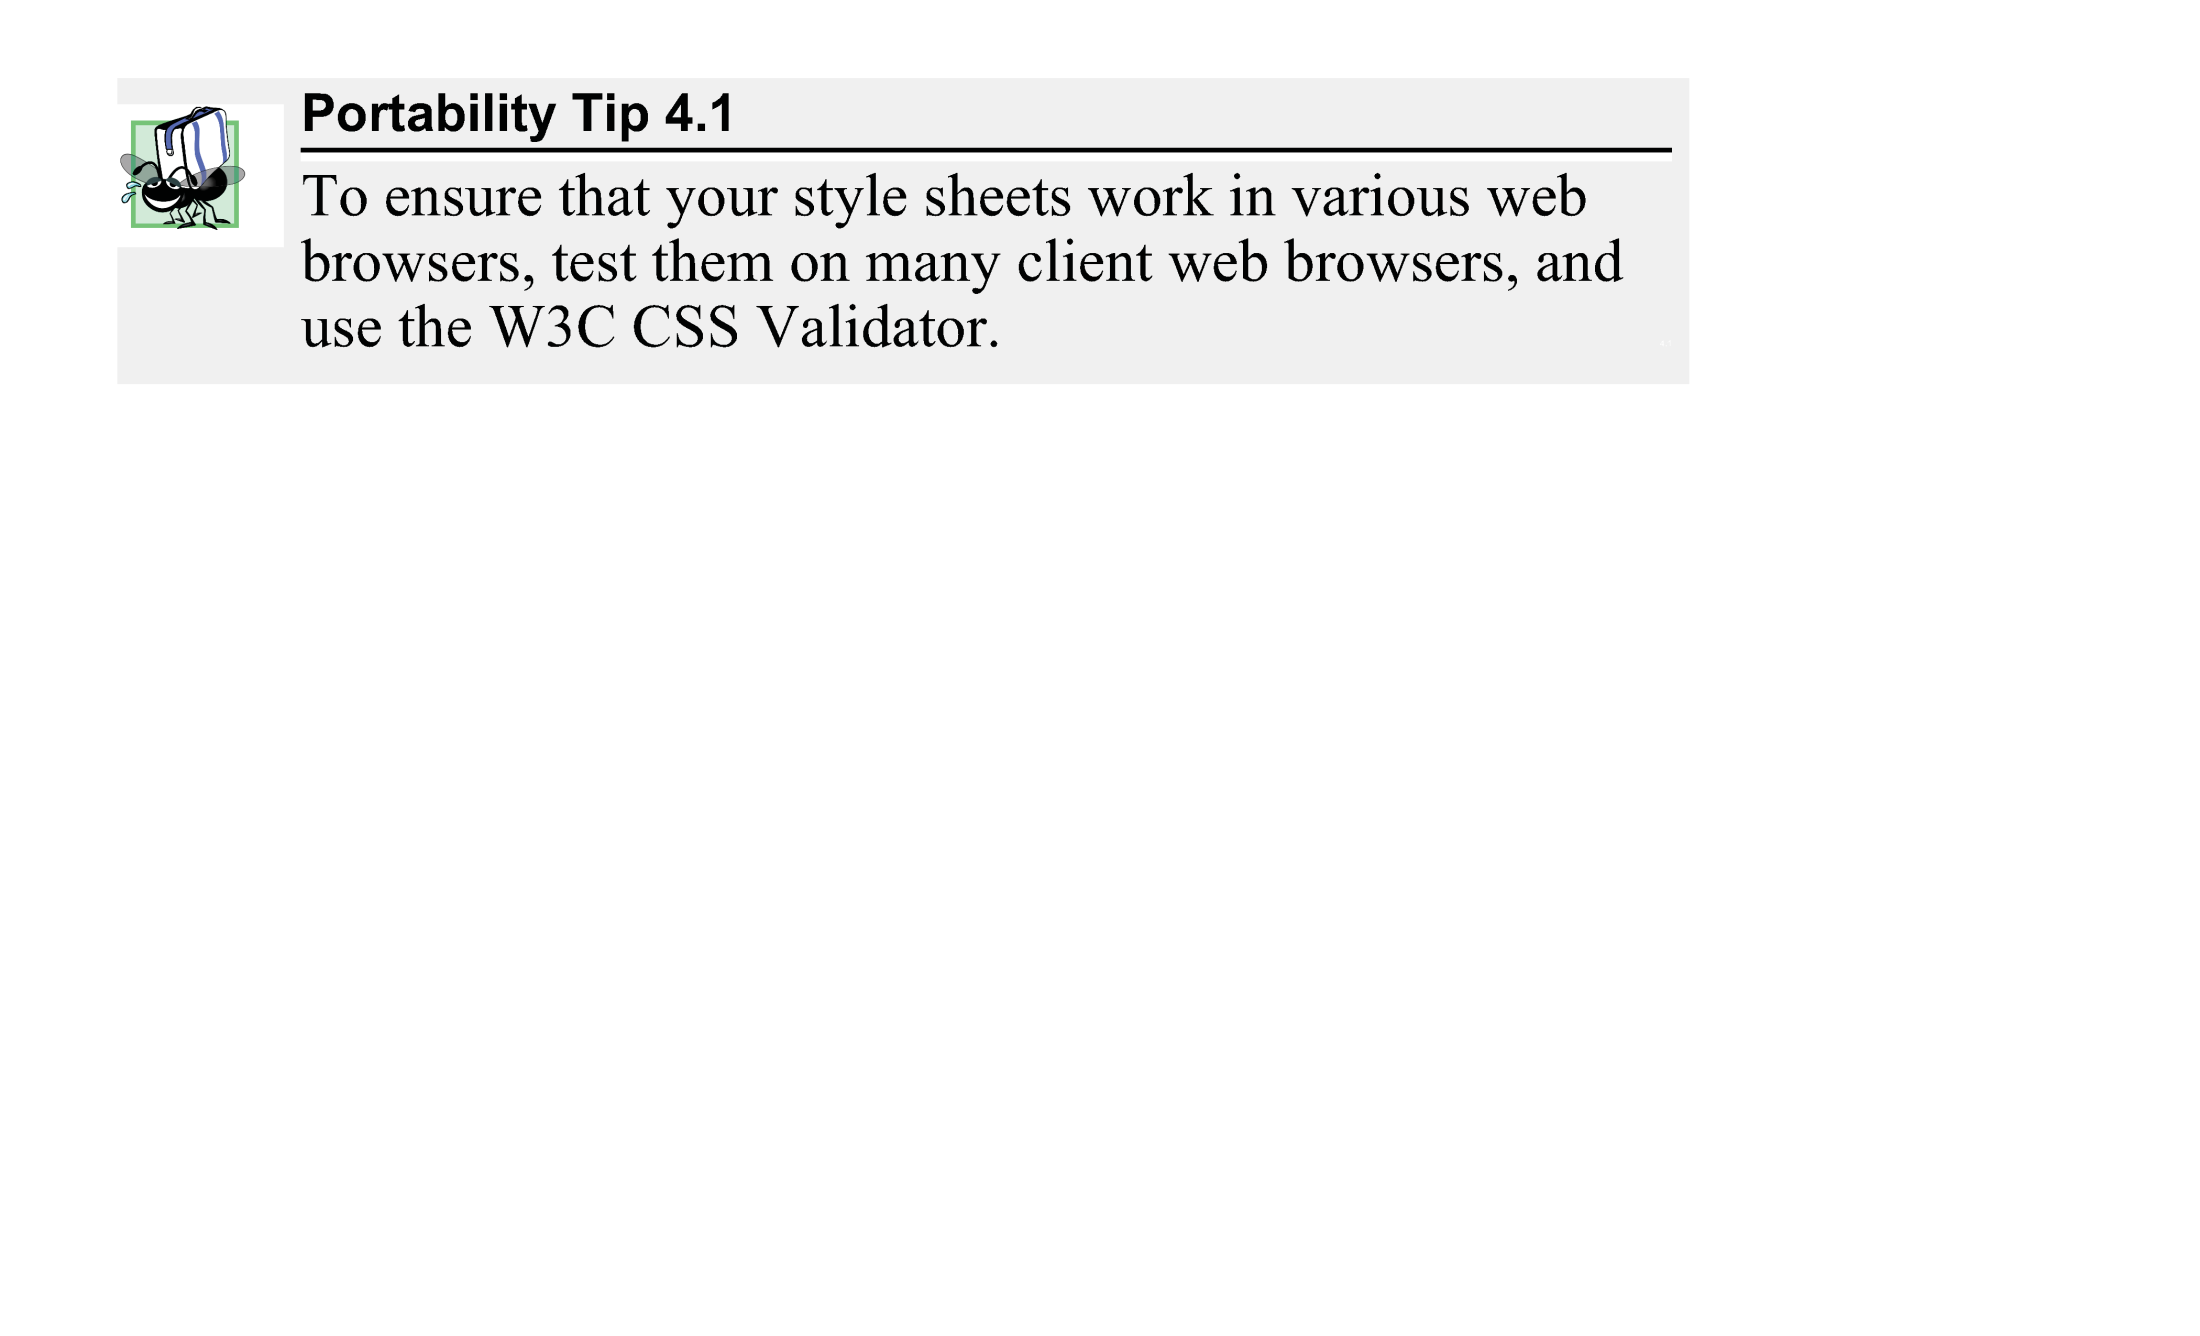 Portability Tip 4.1
To ensure that your style sheets work in various web
browsers, test them on many client web browsers, and
use the W3C CSS Validator.